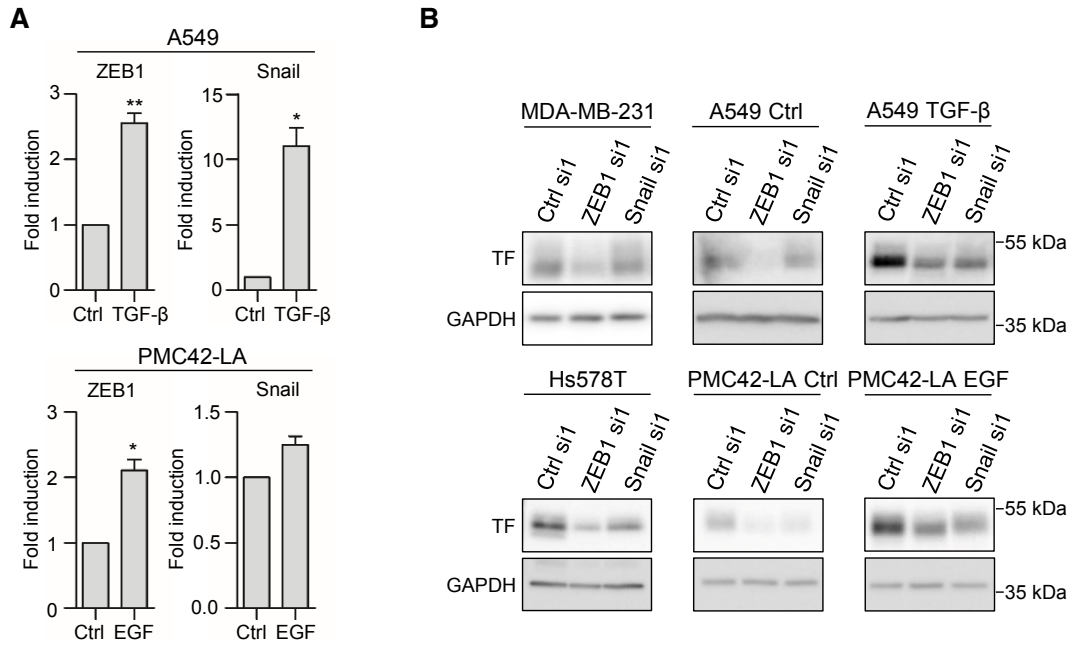 A
A549
ZEB1
Snail
Fold induction
3
2
1
0
**
Ctrl TGF-β
Fold induction
15
10
5
0
*
Ctrl TGF-β
PMC42-LA
ZEB1
Snail
Fold induction
3
2
1
0
*
Ctrl EGF
Fold induction
1.5
1.0
0.5
0.0
Ctrl EGF
B
MDA-MB-231
A549 Ctrl
A549 TGF-β
Ctrl si1
ZEB1 si1
Snail si1
Ctrl si1
ZEB1 si1
Snail si1
Ctrl si1
ZEB1 si1
Snail si1
TF
GAPDH
55 kDa
35 kDa
Hs578T
PMC42-LA Ctrl
PMC42-LA EGF
Ctrl si1
ZEB1 si1
Snail si1
Ctrl si1
ZEB1 si1
Snail si1
Ctrl si1
ZEB1 si1
Snail si1
TF
GAPDH
55 kDa
35 kDa